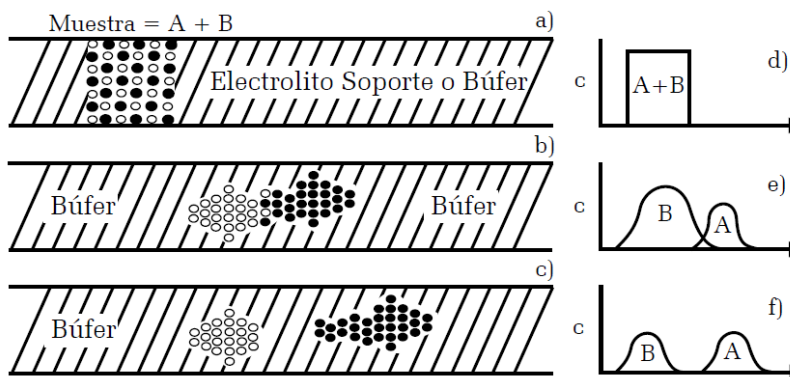 Muestra = A + B
a)
Electrolito Soporte o Búfer
c
A+B
d)
b)
Búfer
Búfer
c
B
A
e)
c)
Búfer
c
B
A
f)